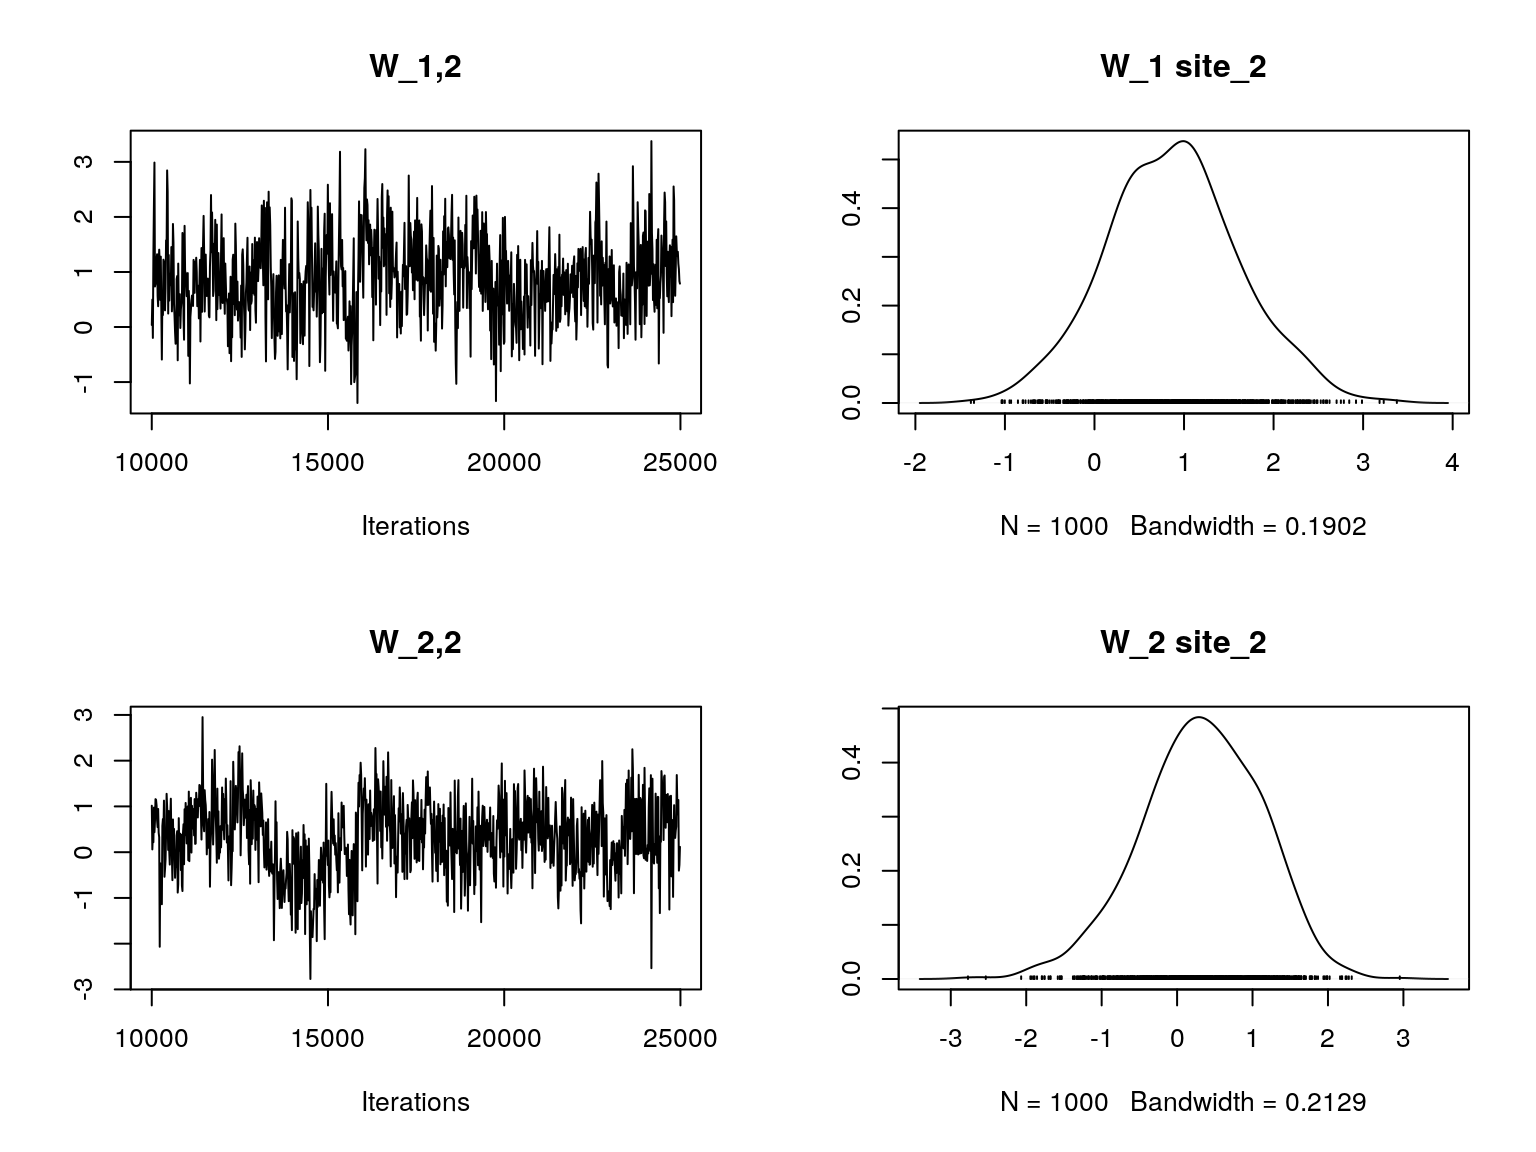 W_1,2
3
2
1
0
-1
10000 15000 20000 25000
Iterations
W_1 site_2
0.4
0.2
0.0
-2 -1 0 1 2 3 4
N = 1000 Bandwidth = 0.1902
W_2,2
3
2
1
0
-1
-3
10000 15000 20000 25000
Iterations
W_2 site_2
0.4
0.2
0.0
-3 -2 -1 0 1 2 3
N = 1000 Bandwidth = 0.2129